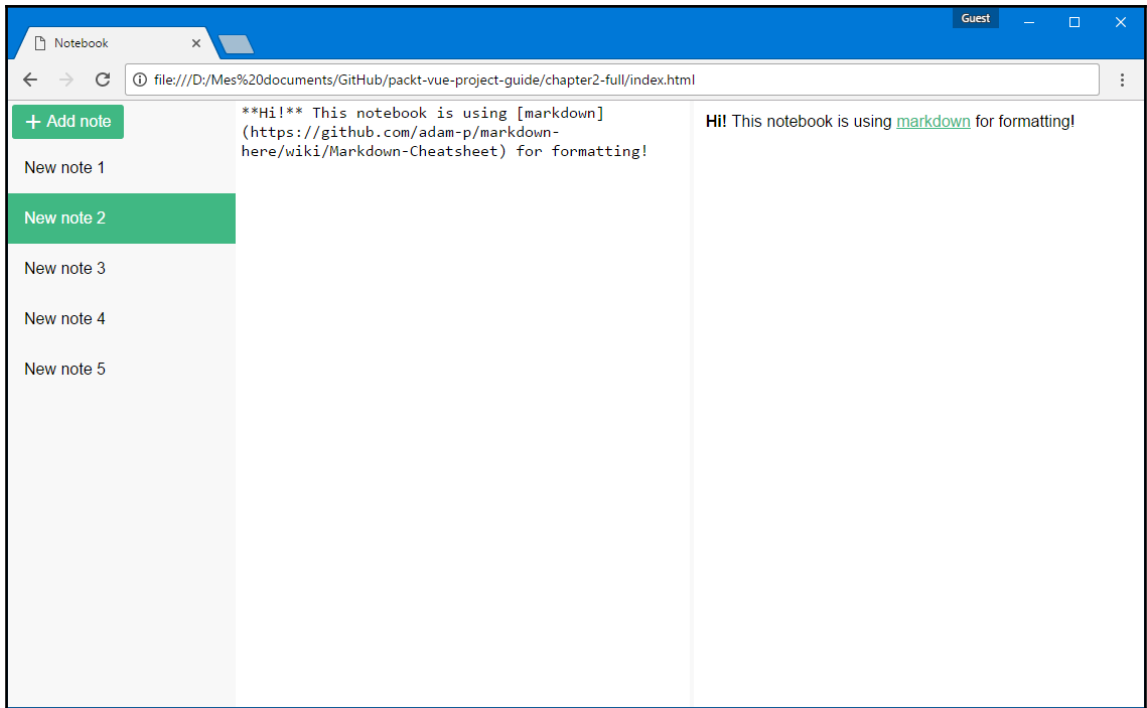 Guest
Notebook
file:///D:/Mes%20documents/GitHub/packt-vue-project-guide/chapter2-full/index.html
+ Add note
New note 1
New note 2
New note 3
New note 4
New note 5
**Hi!** This notebook is using [markdown]
(https://github.com/adam-p/markdown-
here/wiki/Markdown-Cheatsheet) for formatting!
Hi! This notebook is using markdown for formatting!